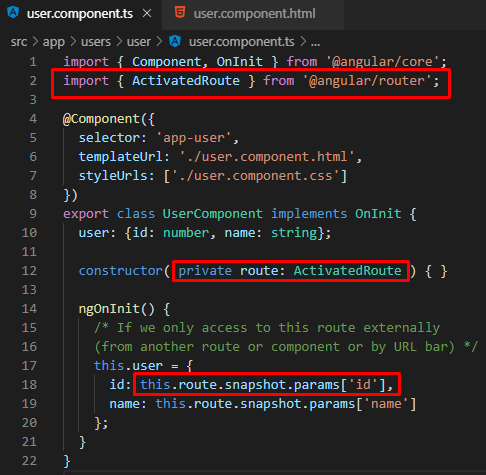 user.component.ts × user.component.html
src > app > users > user > user.component.ts > ...
1 import { Component, OnInit } from '@angular/core';
2 import { ActivatedRoute } from '@angular/router';
3
4 @Component({
5 selector: 'app-user',
6 templateUrl: './user.component.html',
7 styleUrls: ['./user.component.css']
8 })
9 export class UserComponent implements OnInit {
10 user: {id: number, name: string};
11
12 constructor( private route: ActivatedRoute ) { }
13
14 ngOnInit() {
15 /* If we only access to this route externally
16 (from another route or component or by URL bar) */
17 this.user = {
18 id: this.route.snapshot.params['id'],
19 name: this.route.snapshot.params['name']
20 };
21 }
22 }